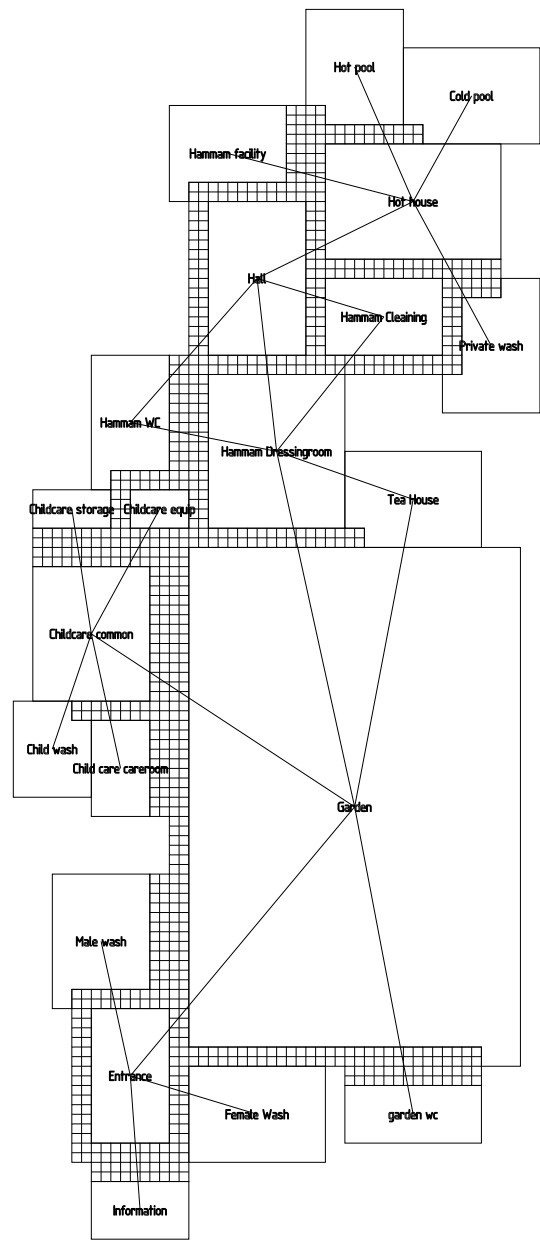 Hot pool
Cold pool
Hammam facility
Hot house
Hall
Hammam Cleaining
Private wash
Hammam WC
Hammam Dressingroom
Tea House
Childcare storage
Childcare equip
Childcare common
Child wash
Child care careroom
Garden
Male wash
Entrance
Female Wash
garden wc
Information